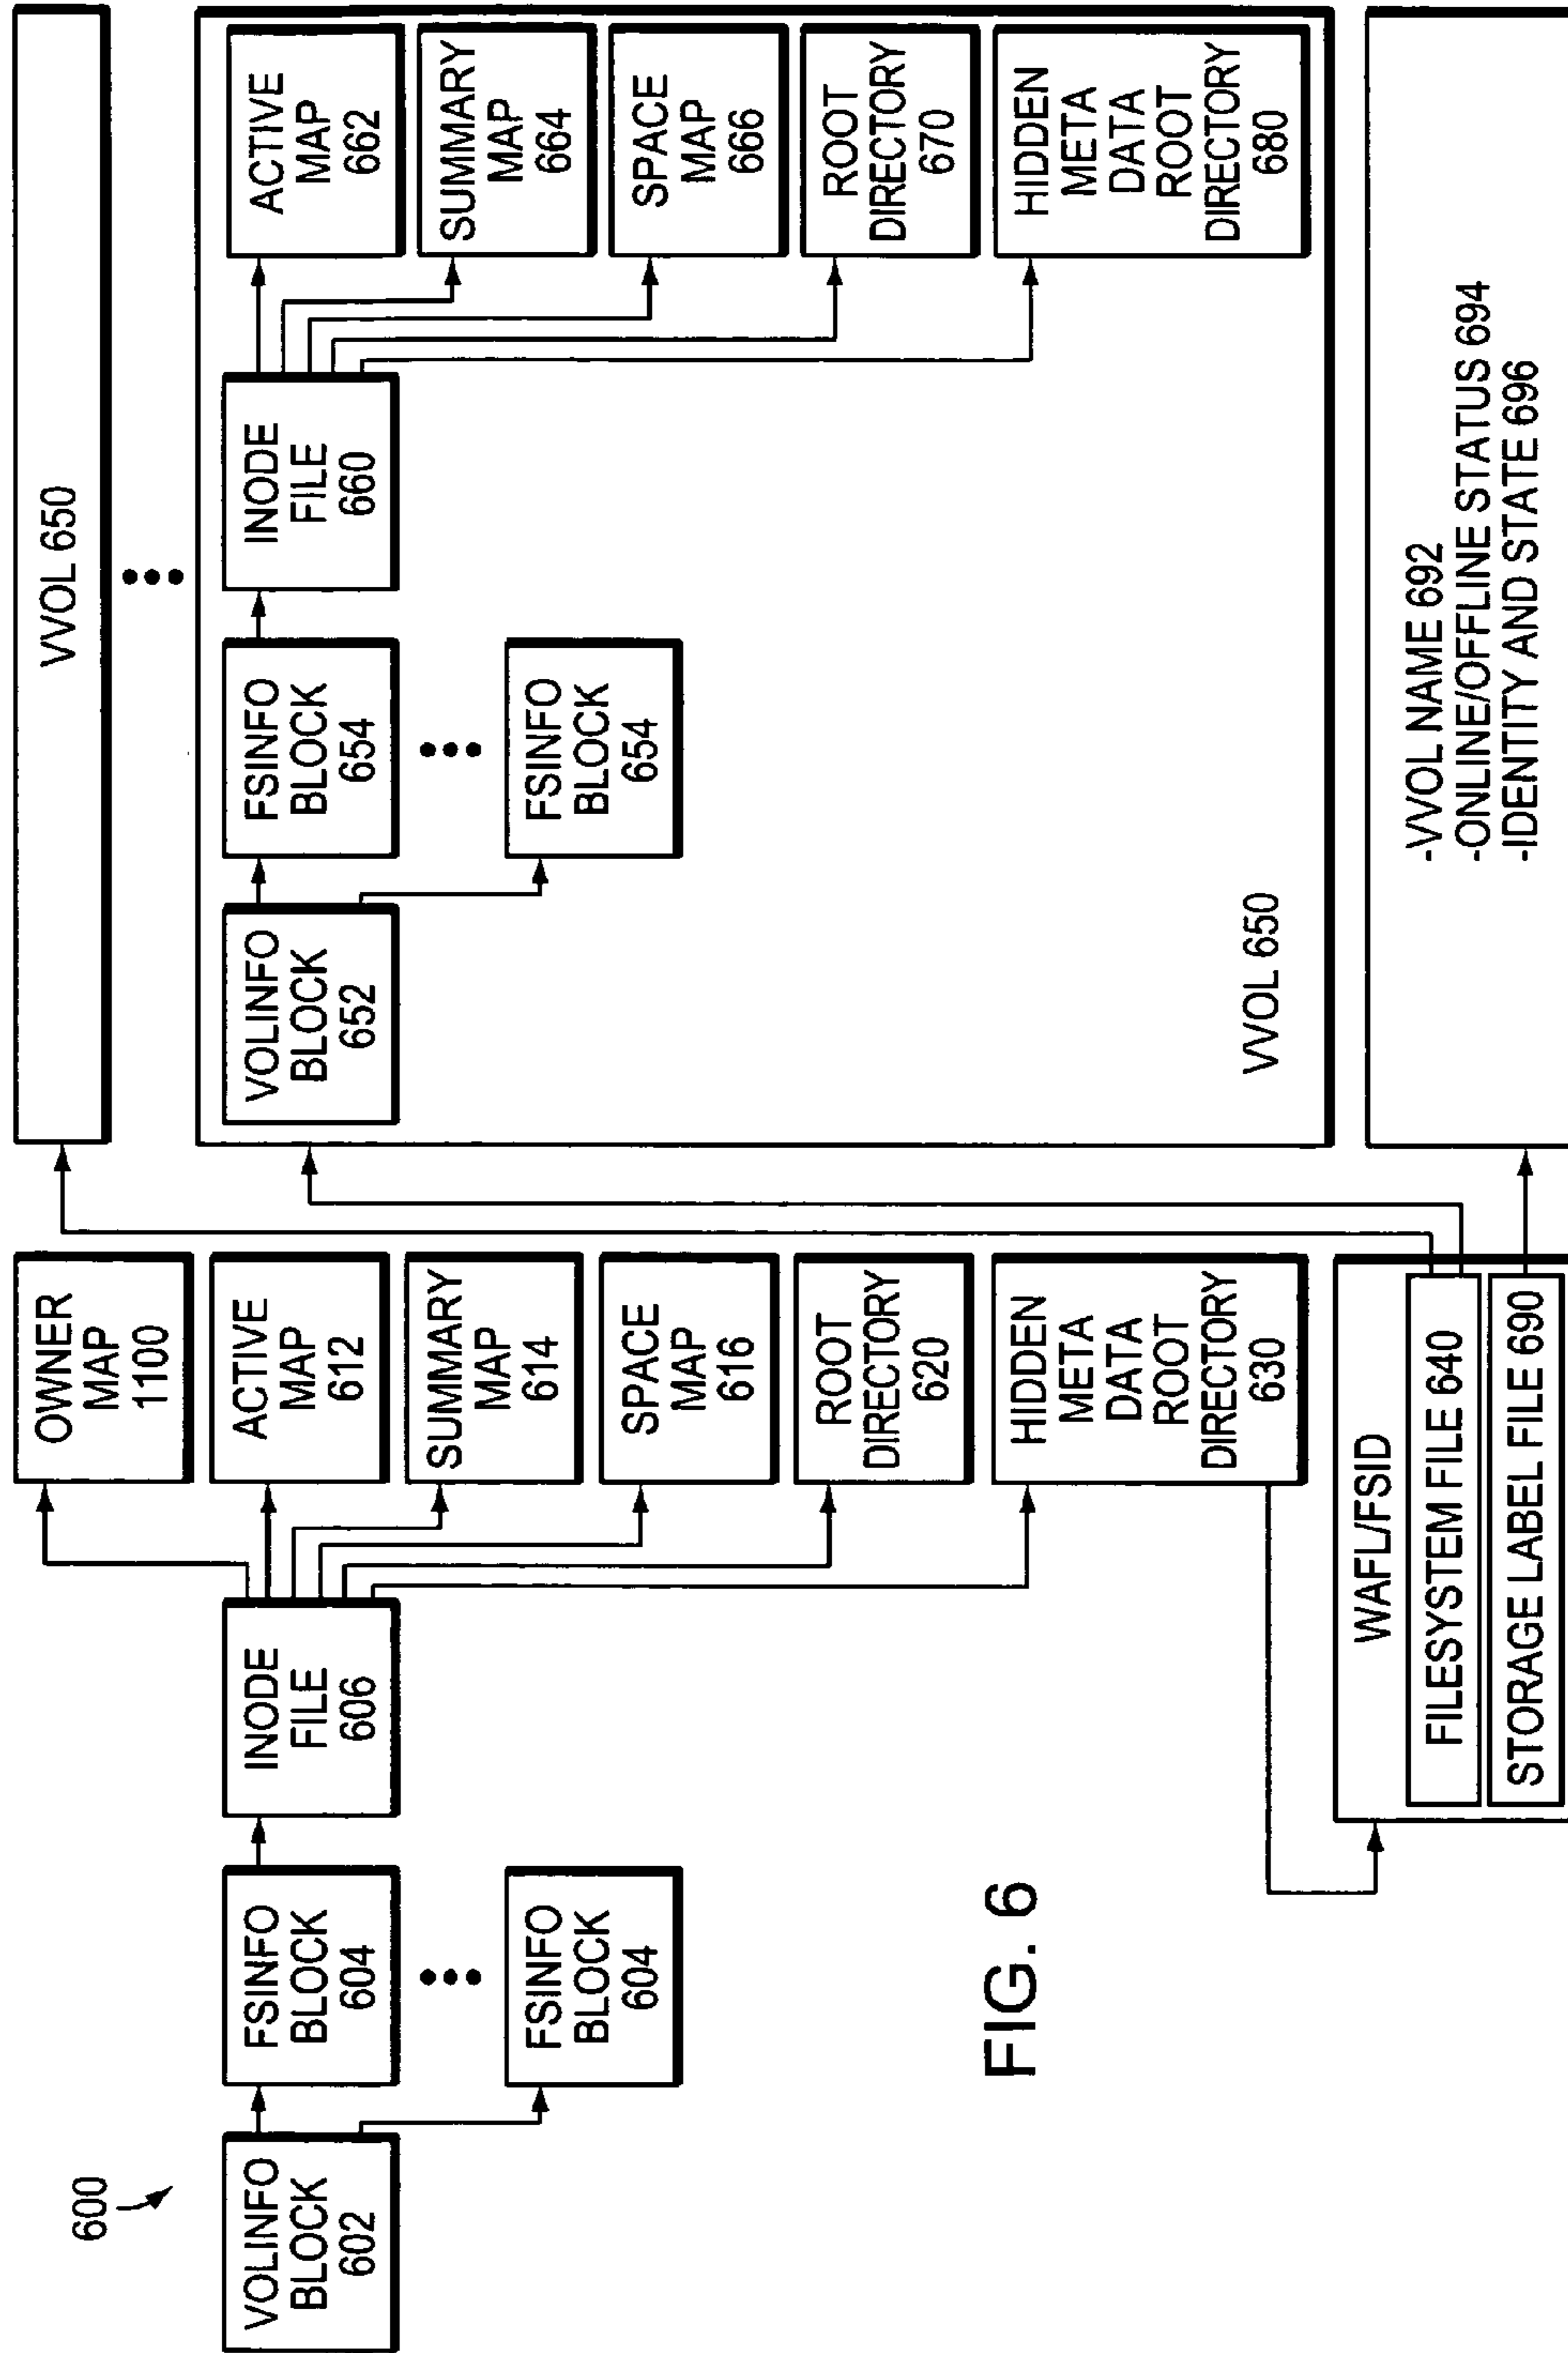 600
VOLINFO
BLOCK
602
FSINFO
BLOCK
604
FSINFO
BLOCK
604
INODE
FILE
606
OWNER
MAP
1100
ACTIVE
MAP
612
SUMMARY
MAP
614
SPACE
MAP
616
ROOT
DIRECTORY
620
HIDDEN
META
DATA
ROOT
DIRECTORY
630
WAFL/FSID
FILESYSTEM FILE 640
STORAGE LABEL FILE 690
VVOL 650
VOLINFO
BLOCK
652
FSINFO
BLOCK
654
FSINFO
BLOCK
654
INODE
FILE
660
ACTIVE
MAP
662
SUMMARY
MAP
664
SPACE
MAP
666
ROOT
DIRECTORY
670
HIDDEN
META
DATA
ROOT
DIRECTORY
680
VVOL 650
-VVOL NAME 692
-ONLINE/OFFLINE STATUS 694
-IDENTITY AND STATE 696
FIG. 6